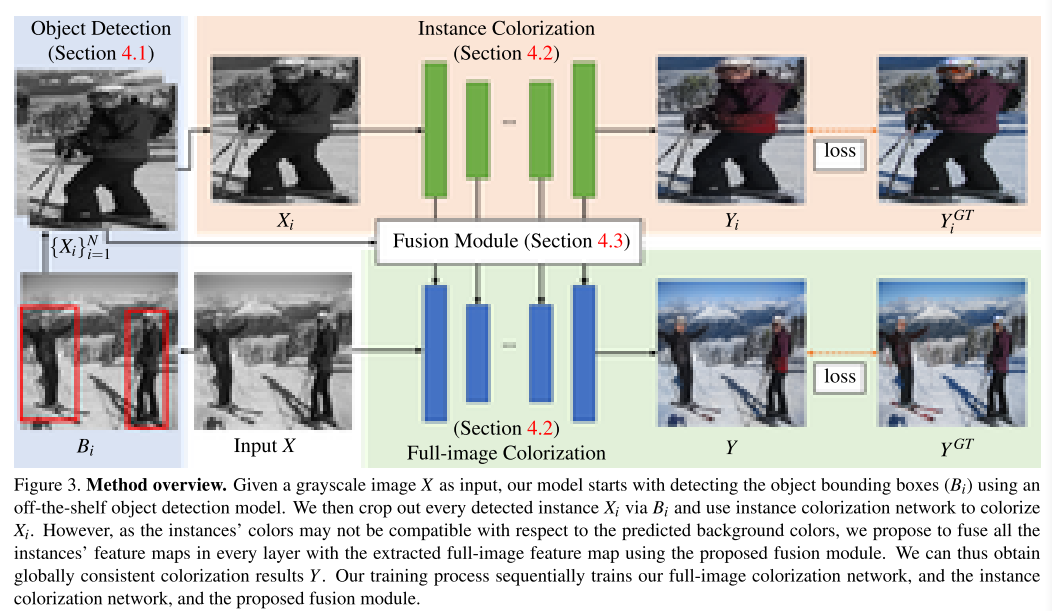 Object Detection
(Section 4.1)
Instance Colorization
(Section 4.2)
...
loss
X_i
Y_i
Y_i^{GT}
Fusion Module (Section 4.3)
{X_i}_{i=1}^N
...
loss
(Section 4.2)
Full-image Colorization
B_i
Input X
Y
Y^{GT}
Figure 3. Method overview. Given a grayscale image X as input, our model starts with detecting the object bounding boxes (B_i) using an
off-the-shelf object detection model. We then crop out every detected instance X_i via B_i and use instance colorization network to colorize
X_i. However, as the instances' colors may not be compatible with respect to the predicted background colors, we propose to fuse all the
instances' feature maps in every layer with the extracted full-image feature map using the proposed fusion module. We can thus obtain
globally consistent colorization results Y. Our training process sequentially trains our full-image colorization network, and the instance
colorization network, and the proposed fusion module.